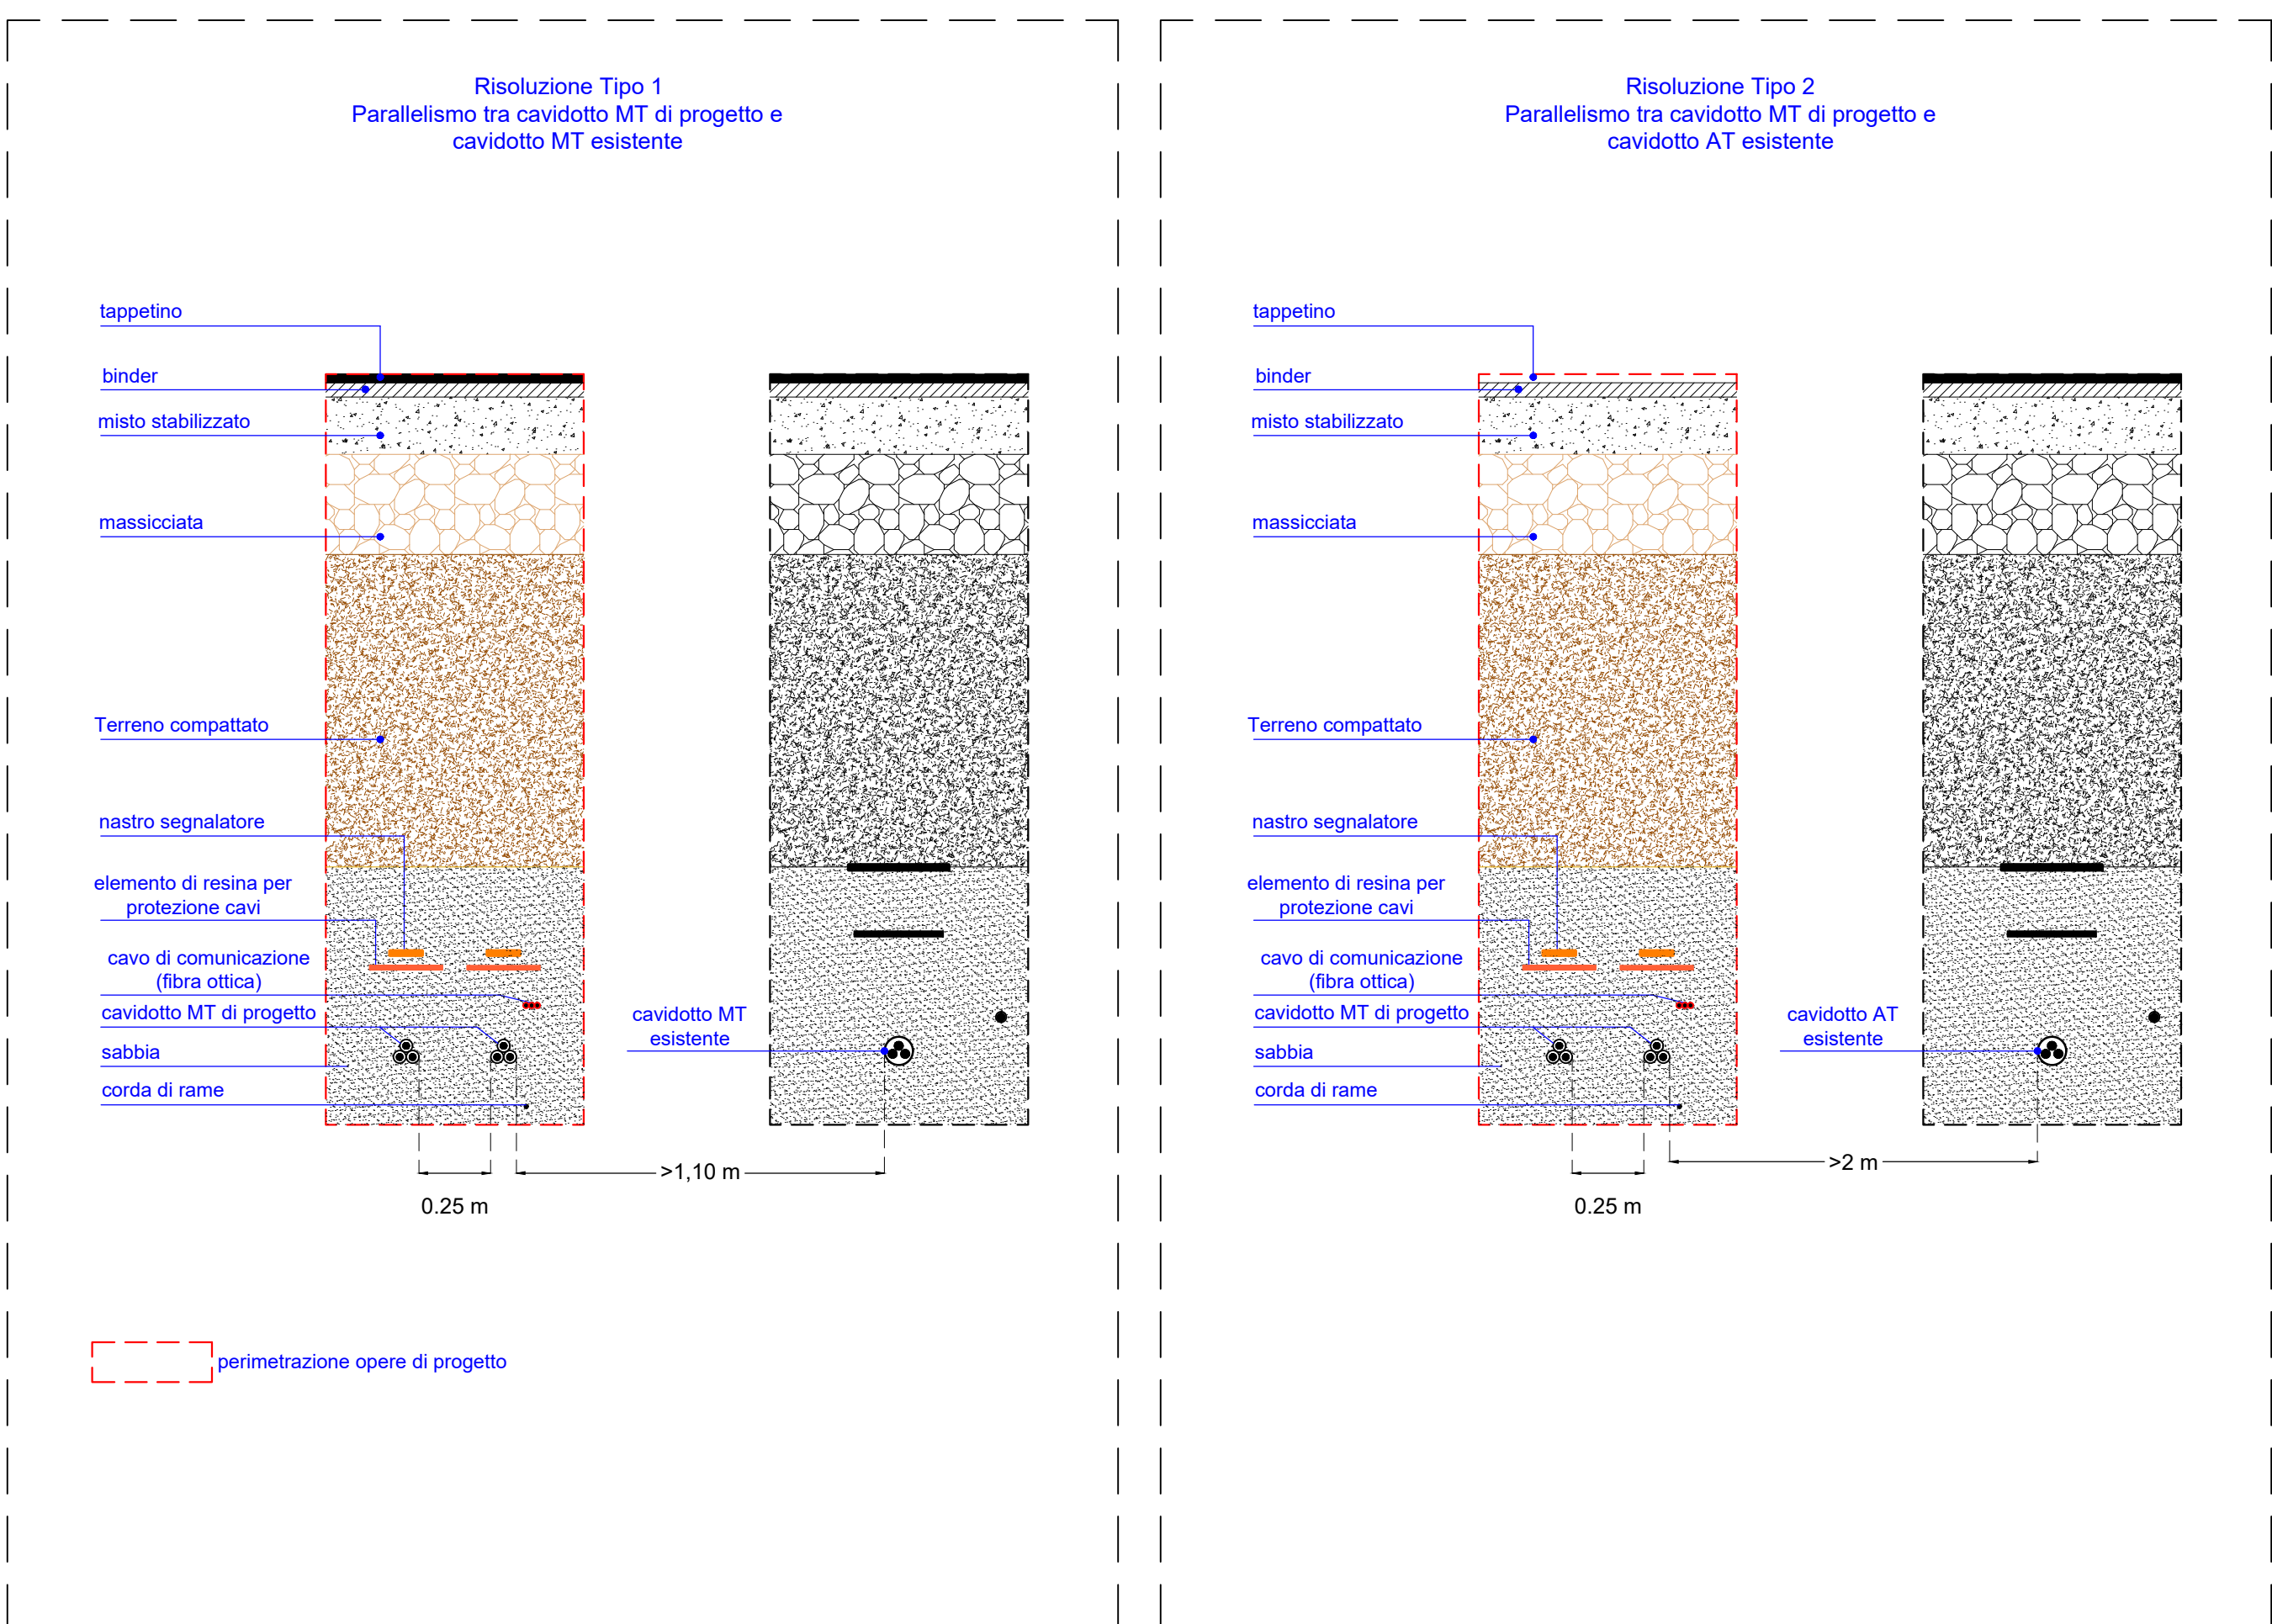 Risoluzione Tipo 1
Parallelismo tra cavidotto MT di progetto e
cavidotto MT esistente
tappetino
binder
misto stabilizzato
massicciata
Terreno compattato
nastro segnalatore
elemento di resina per
protezione cavi
cavo di comunicazione
(fibra ottica)
cavidotto MT di progetto
sabbia
corda di rame
cavidotto MT
esistente
>1,10 m
0.25 m
perimetrazione opere di progetto
Risoluzione Tipo 2
Parallelismo tra cavidotto MT di progetto e
cavidotto AT esistente
tappetino
binder
misto stabilizzato
massicciata
Terreno compattato
nastro segnalatore
elemento di resina per
protezione cavi
cavo di comunicazione
(fibra ottica)
cavidotto MT di progetto
sabbia
corda di rame
cavidotto AT
esistente
>2 m
0.25 m